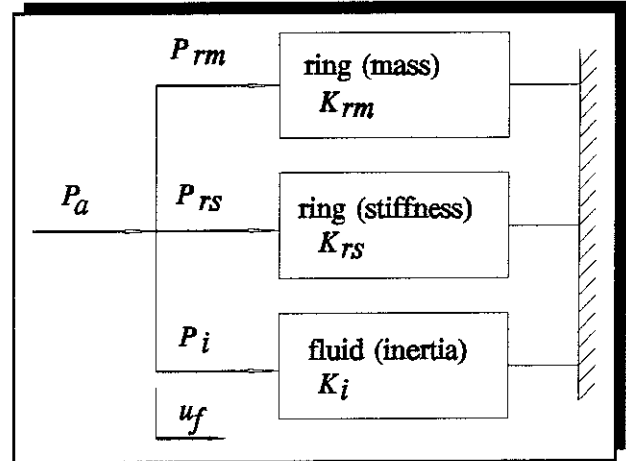 P_rm
ring (mass)
K_rm
P_a
P_rs
ring (stiffness)
K_rs
P_i
fluid (inertia)
K_i
u_f